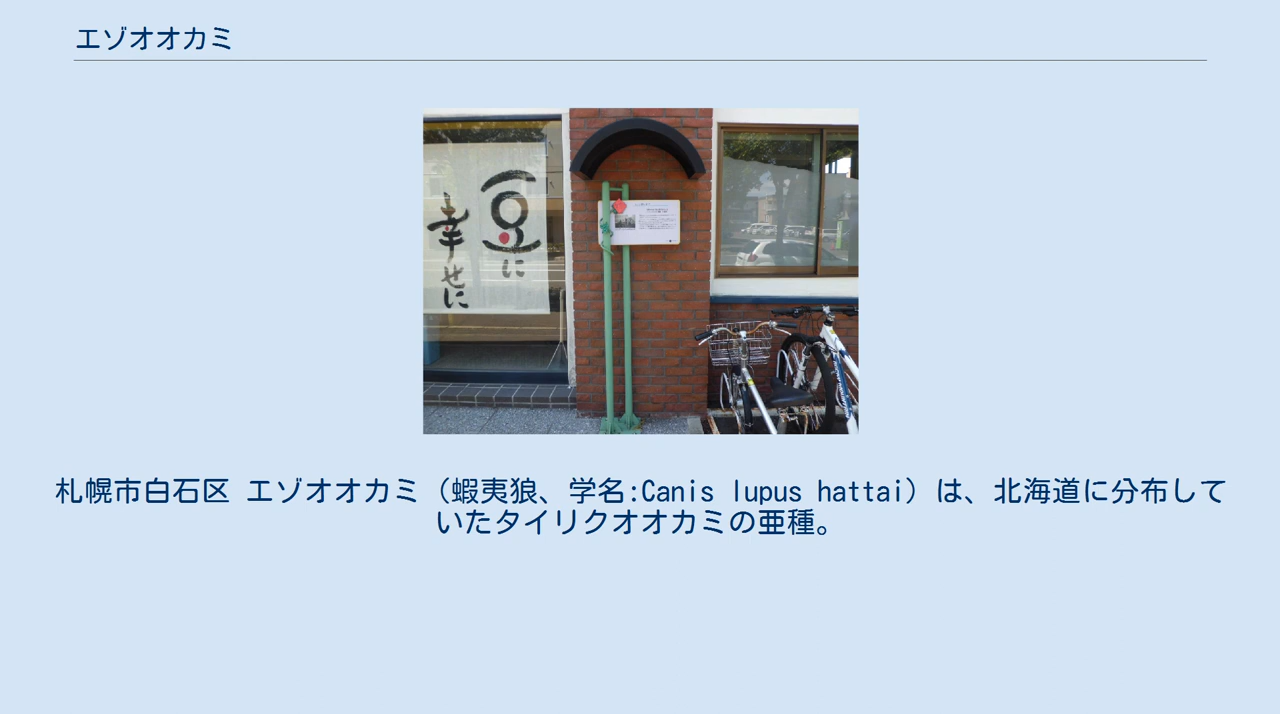 エゾオオカミ
豆に
幸せに
札幌市白石区 エゾオオカミ（蝦夷狼、学名:Canis lupus hattai）は、北海道に分布して
いたタイリクオオカミの亜種。